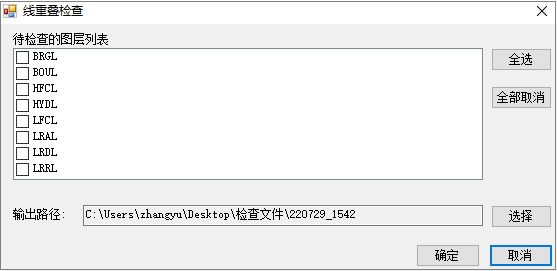 线重叠检查
待检查的图层列表
BRGL
BOUL
HFCL
HYDL
LFCL
LRAL
LRDL
LRRL
全选
全部取消
输出路径:
C:\Users\zhangyu\Desktop\检查文件\220729_1542
选择
确定
取消